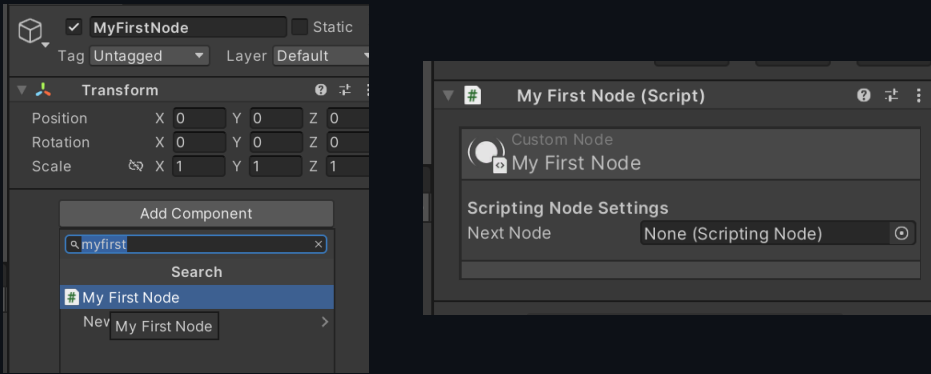 MyFirstNode
Static
Tag Untagged Layer Default
Transform
Position X 0 Y 0 Z 0
Rotation X 0 Y 0 Z 0
Scale X 1 Y 1 Z 1
Add Component
myfirst
Search
# My First Node
New
My First Node
# My First Node (Script)
Custom Node
My First Node
Scripting Node Settings
Next Node None (Scripting Node)